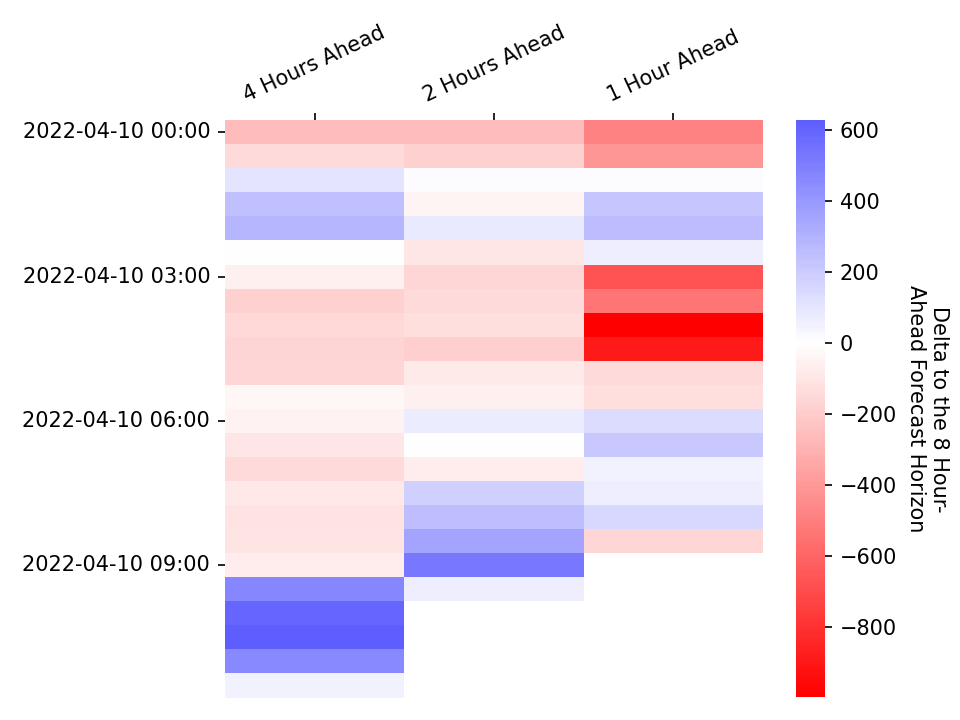 4 Hours Ahead
2 Hours Ahead
1 Hour Ahead
2022-04-10 00:00
2022-04-10 03:00
2022-04-10 06:00
2022-04-10 09:00
600
400
200
0
−200
−400
−600
−800
Delta to the 8 Hour-
Ahead Forecast Horizon